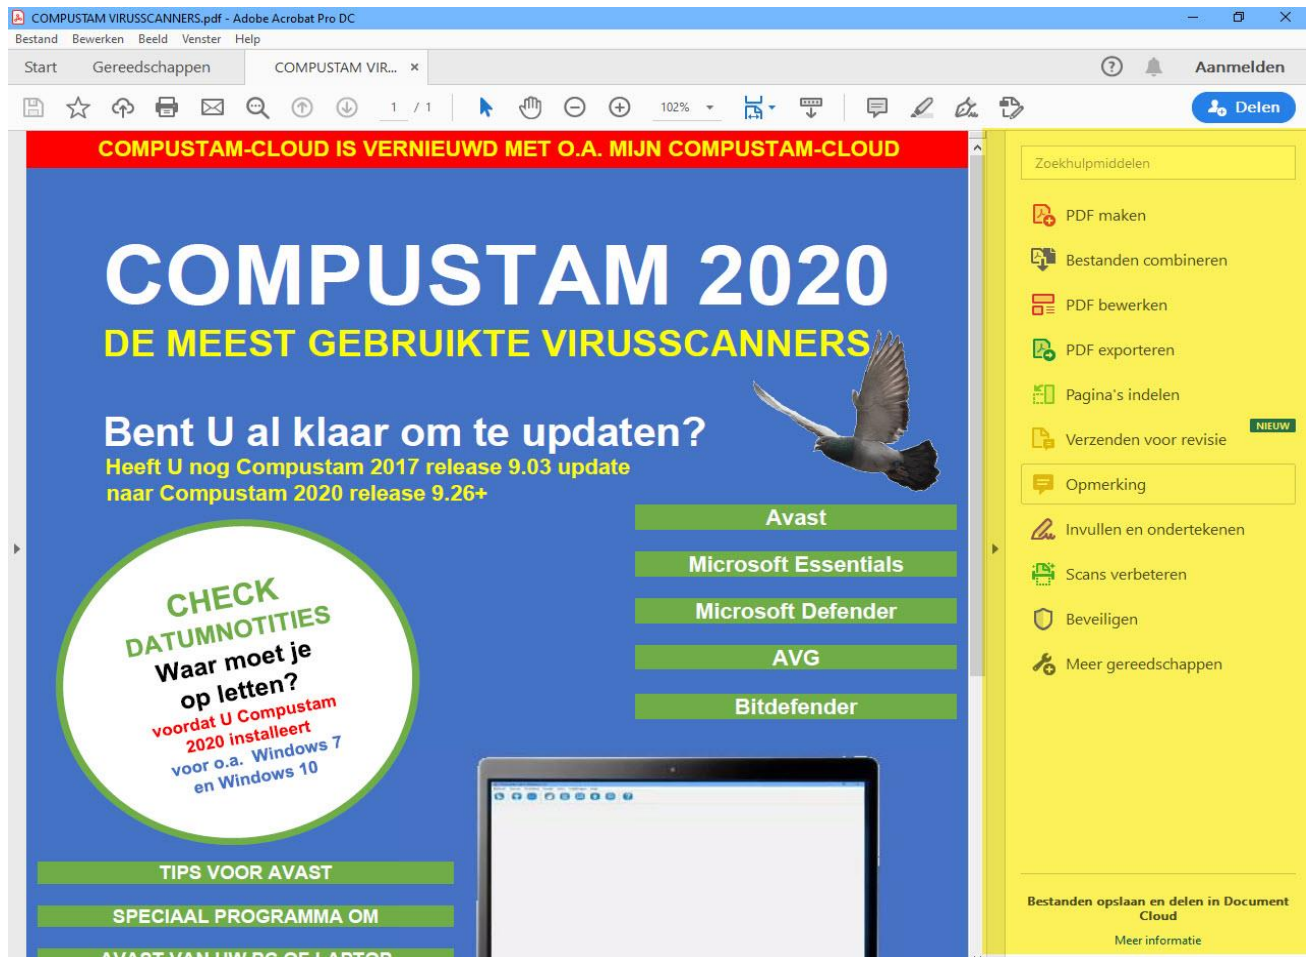 COMPUSTAM VIRUSSCANNERS.pdf - Adobe Acrobat Pro DC
Bestand Bewerken Beeld Venster Help
Start Gereedschappen COMPUSTAM VIR... × Aanmelden
1 / 1 102% Delen
COMPUSTAM-CLOUD IS VERNIEUWD MET O.A. MIJN COMPUSTAM-CLOUD
COMPUSTAM 2020
DE MEEST GEBRUIKTE VIRUSSCANNERS
Bent U al klaar om te updaten?
Heeft U nog Compustam 2017 release 9.03 update
naar Compustam 2020 release 9.26+
CHECK
DATUMNOTITIES
Waar moet je
op letten?
voordat U Compustam
2020 installeert
voor o.a. Windows 7
en Windows 10
Avast
Microsoft Essentials
Microsoft Defender
AVG
Bitdefender
TIPS VOOR AVAST
SPECIAAL PROGRAMMA OM
AVAST VAN UW PC OF LAPTOP
Zoekhulpmiddelen
PDF maken
Bestanden combineren
PDF bewerken
PDF exporteren
Pagina's indelen
NIEUW
Verzenden voor revisie
Opmerking
Invullen en ondertekenen
Scans verbeteren
Beveiligen
Meer gereedschappen
Bestanden opslaan en delen in Document
Cloud
Meer informatie